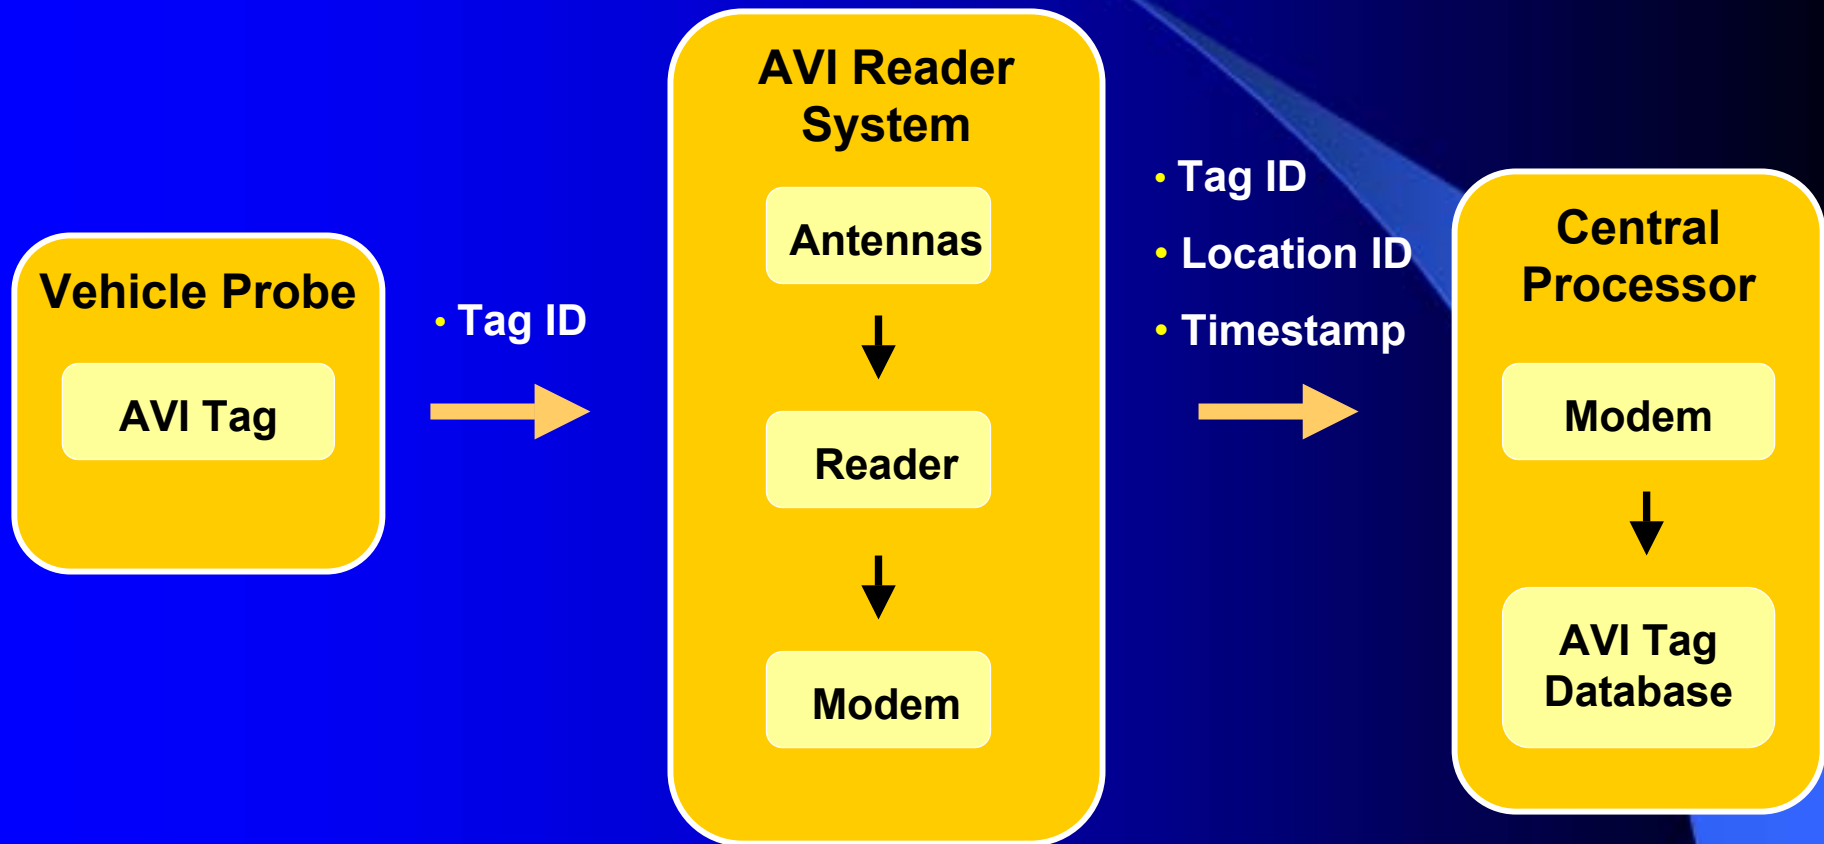 Vehicle Probe
AVI Tag
• Tag ID
AVI Reader
System
Antennas
Reader
Modem
• Tag ID
• Location ID
• Timestamp
Central
Processor
Modem
AVI Tag
Database